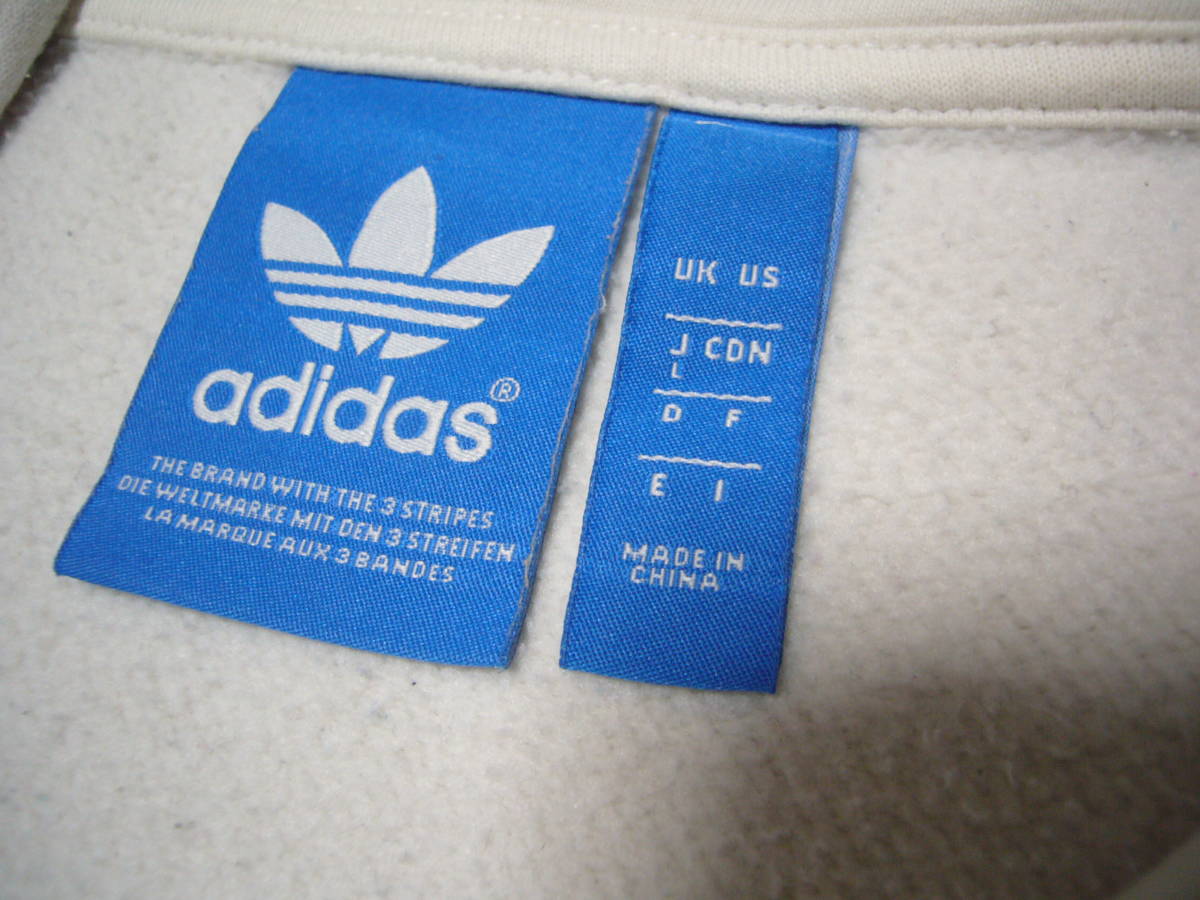 adidas®
THE BRAND WITH THE 3 STRIPES
DIE WELTMARKE MIT DEN 3 STREIFEN
LA MARQUE AUX 3 BANDES
UK US
J CDN
L
D F
E I
MADE IN
CHINA